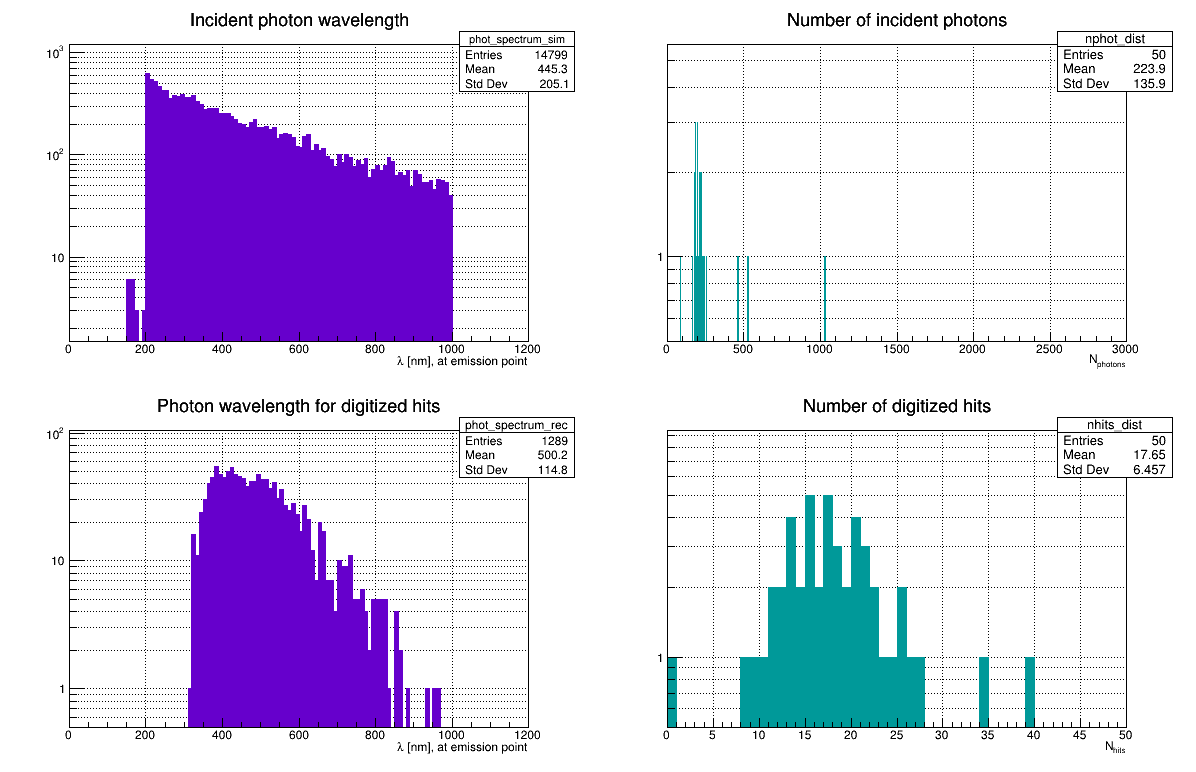 Incident photon wavelength
phot_spectrum_sim
Entries 14799
Mean 445.3
Std Dev 205.1
10³
10²
10
0 200 400 600 800 1000 1200
λ [nm], at emission point
Number of incident photons
nphot_dist
Entries 50
Mean 223.9
Std Dev 135.9
1
0 500 1000 1500 2000 2500 3000
Nphotons
Photon wavelength for digitized hits
phot_spectrum_rec
Entries 1289
Mean 500.2
Std Dev 114.8
10²
10
1
0 200 400 600 800 1000 1200
λ [nm], at emission point
Number of digitized hits
nhits_dist
Entries 50
Mean 17.65
Std Dev 6.457
1
0 5 10 15 20 25 30 35 40 45 50
Nhits